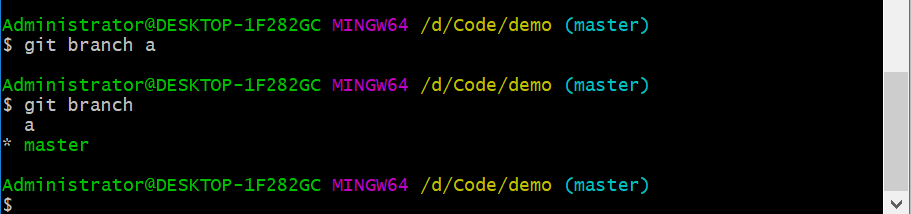 Administrator@DESKTOP-1F282GC MINGW64 /d/Code/demo (master)
$ git branch a
Administrator@DESKTOP-1F282GC MINGW64 /d/Code/demo (master)
$ git branch
  a
* master
Administrator@DESKTOP-1F282GC MINGW64 /d/Code/demo (master)
$